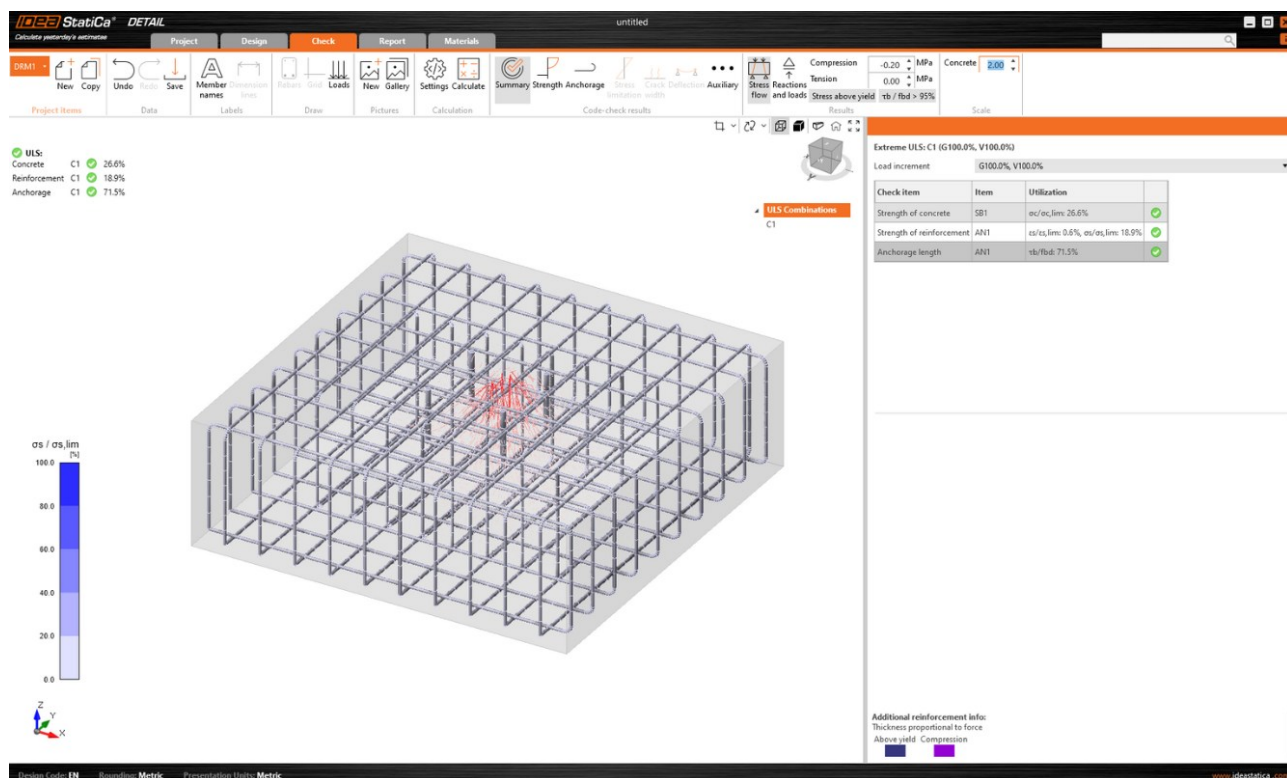 IDEA StatiCa® DETAIL
Calculate yesterday's estimates
untitled
Project Design Check Report Materials
DRM1
New Copy
Undo Redo Save
Member names
Dimension lines
Rebars Grid Loads
New Gallery
Settings Calculate
Summary Strength Anchorage Stress limitation Crack width Deflection Auxiliary
Stress flow
Reactions and loads
Compression -0.20 MPa
Tension 0.00 MPa
Stress above yield τb / fbd > 95%
Concrete 2.00
Project items Data Labels Draw Pictures Calculation Code-check results Results Scale
ULS:
Concrete C1 26.6%
Reinforcement C1 18.9%
Anchorage C1 71.5%
ULS Combinations
C1
Extreme ULS: C1 (G100.0%, V100.0%)
Load increment G100.0%, V100.0%
Check item Item Utilization
Strength of concrete SB1 σc/σc,lim: 26.6%
Strength of reinforcement AN1 εs/εs,lim: 0.6%, σs/σs,lim: 18.9%
Anchorage length AN1 τb/fbd: 71.5%
σs / σs,lim
[%]
100.0
80.0
60.0
40.0
20.0
0.0
Z
Y
X
Additional reinforcement info:
Thickness proportional to force
Above yield Compression
Design Code: EN Rounding: Metric Presentation Units: Metric
www.ideastatica.com